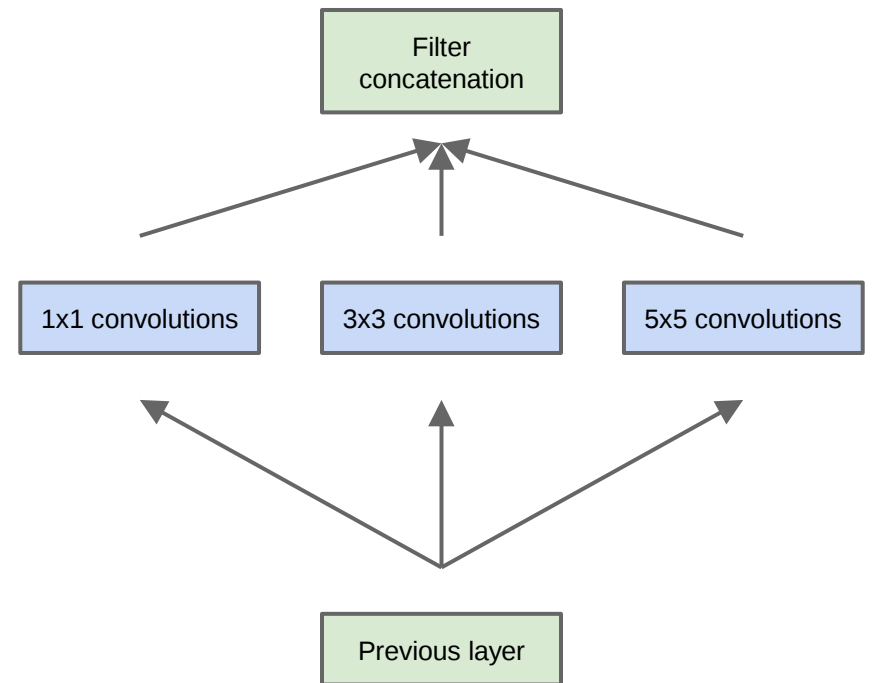 Filter
concatenation
1x1 convolutions
3x3 convolutions
5x5 convolutions
Previous layer